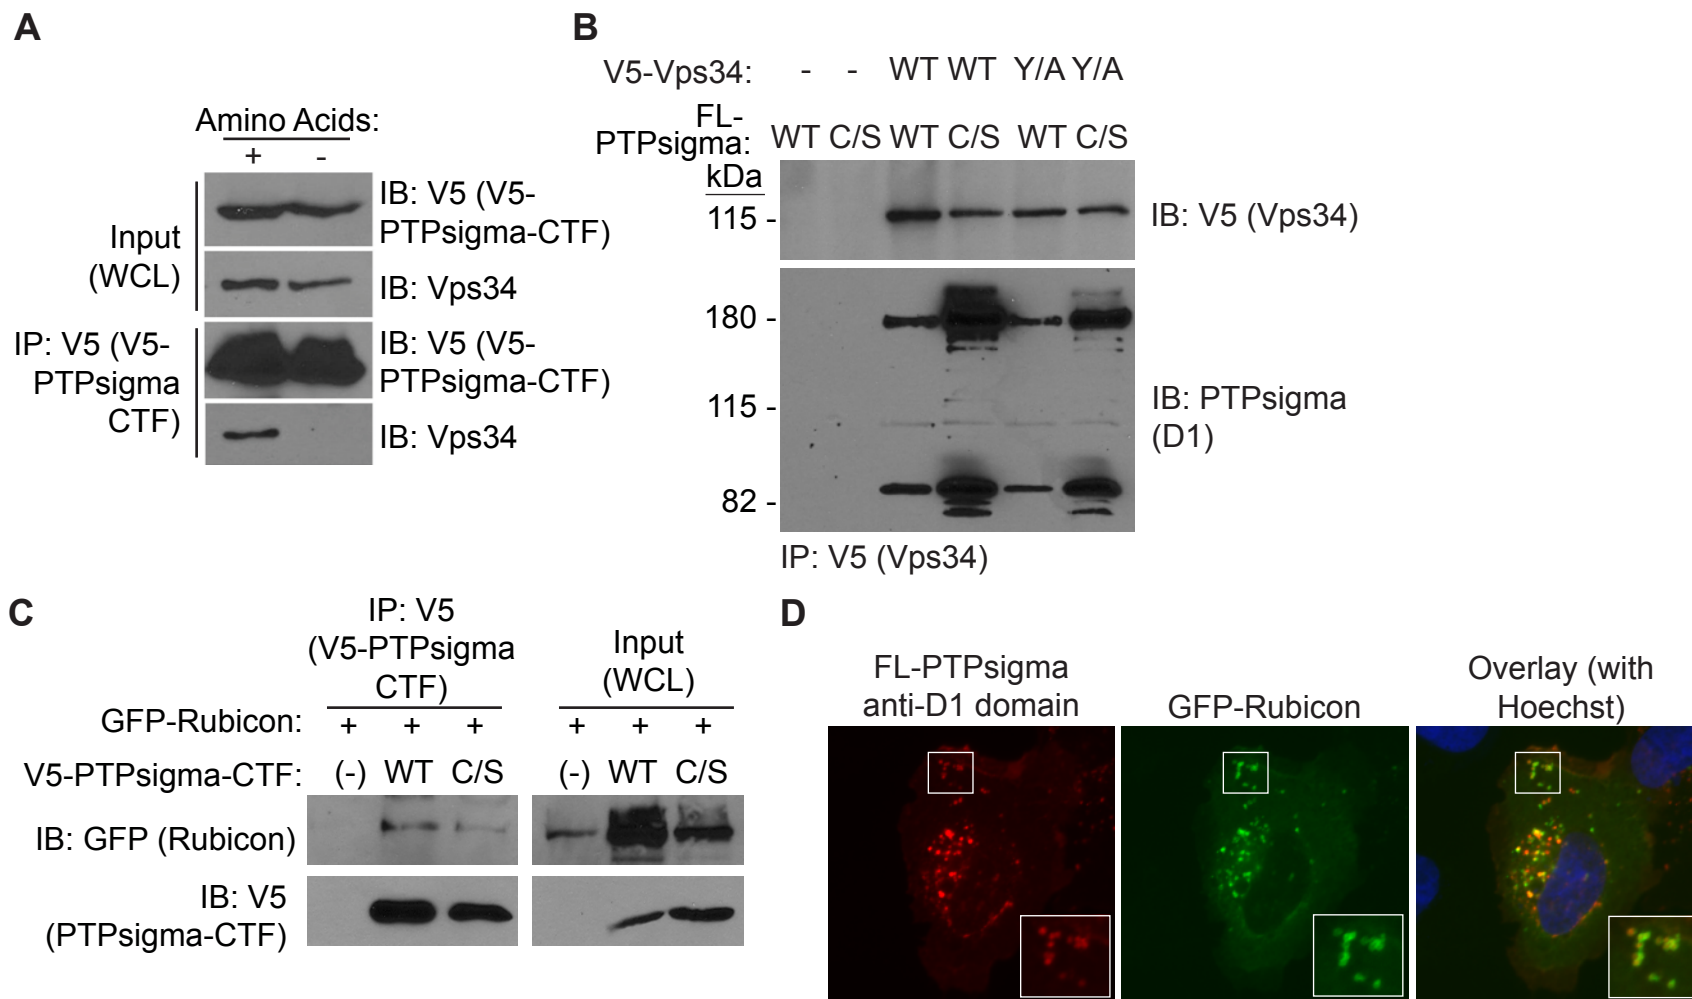 A
Amino Acids:
+ -
Input
(WCL)
IB: V5 (V5-
PTPsigma-CTF)
IB: Vps34
IP: V5 (V5-
PTPsigma
CTF)
IB: V5 (V5-
PTPsigma-CTF)
IB: Vps34
B
V5-Vps34: - - WT WT Y/A Y/A
FL-
PTPsigma: WT C/S WT C/S WT C/S
kDa
115 -
IB: V5 (Vps34)
180 -
115 -
82 -
IB: PTPsigma
(D1)
IP: V5 (Vps34)
C
IP: V5
(V5-PTPsigma
CTF)
Input
(WCL)
GFP-Rubicon: + + + + + +
V5-PTPsigma-CTF: (-) WT C/S (-) WT C/S
IB: GFP (Rubicon)
IB: V5
(PTPsigma-CTF)
D
FL-PTPsigma
anti-D1 domain
GFP-Rubicon
Overlay (with
Hoechst)